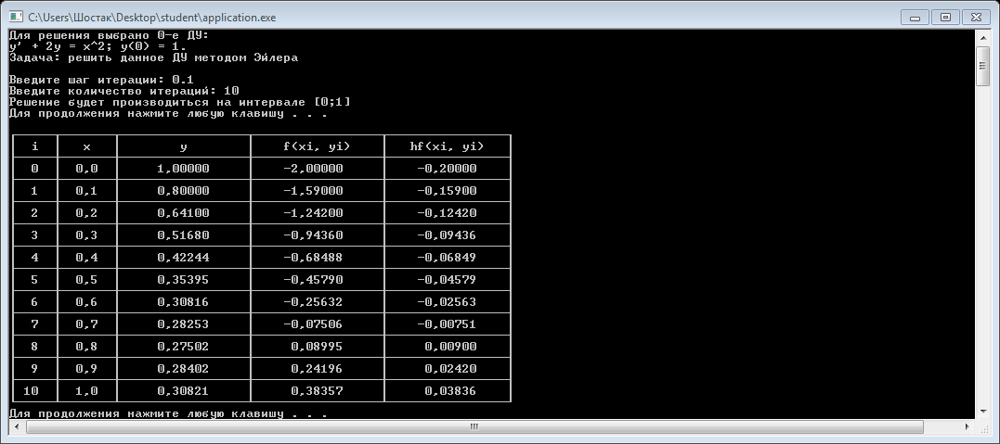 C:\Users\Шостак\Desktop\student\application.exe
Для решения выбрано 0-е ДУ:
y' + 2y = x^2; y(0) = 1.
Задача: решить данное ДУ методом Эйлера
Введите шаг итерации: 0.1
Введите количество итераций: 10
Решение будет производиться на интервале [0;1]
Для продолжения нажмите любую клавишу . . .
i x y f(xi, yi) hf(xi, yi)
0 0,0 1,00000 -2,00000 -0,20000
1 0,1 0,80000 -1,59000 -0,15900
2 0,2 0,64100 -1,24200 -0,12420
3 0,3 0,51680 -0,94360 -0,09436
4 0,4 0,42244 -0,68488 -0,06849
5 0,5 0,35395 -0,45790 -0,04579
6 0,6 0,30816 -0,25632 -0,02563
7 0,7 0,28253 -0,07506 -0,00751
8 0,8 0,27502 0,08995 0,00900
9 0,9 0,28402 0,24196 0,02420
10 1,0 0,30821 0,38357 0,03836
Для продолжения нажмите любую клавишу . . .